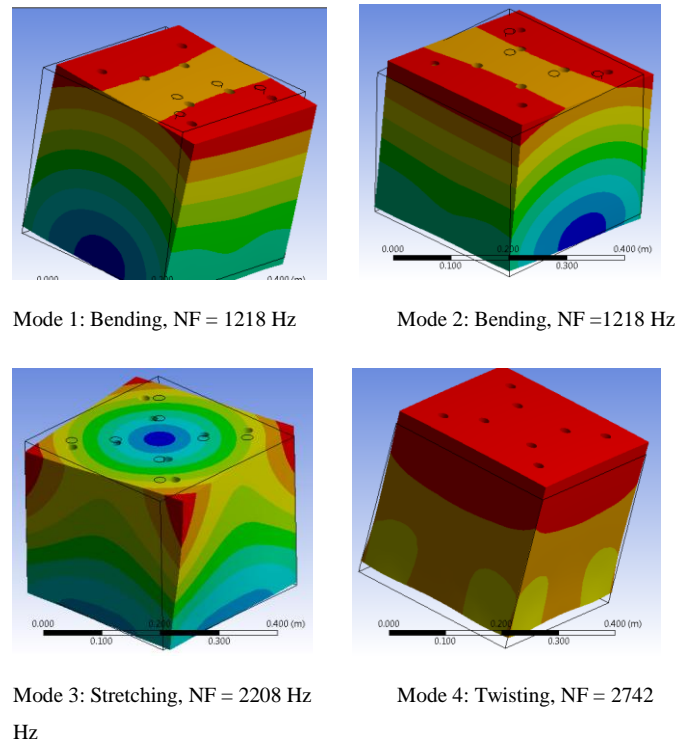 0.000
0.200
0.400 (m)
0.000
0.200
0.400 (m)
0.100
0.300
Mode 1: Bending, NF = 1218 Hz
Mode 2: Bending, NF =1218 Hz
0.000
0.200
0.400 (m)
0.100
0.300
0.000
0.200
0.400 (m)
0.100
0.300
Mode 3: Stretching, NF = 2208 Hz
Mode 4: Twisting, NF = 2742
Hz